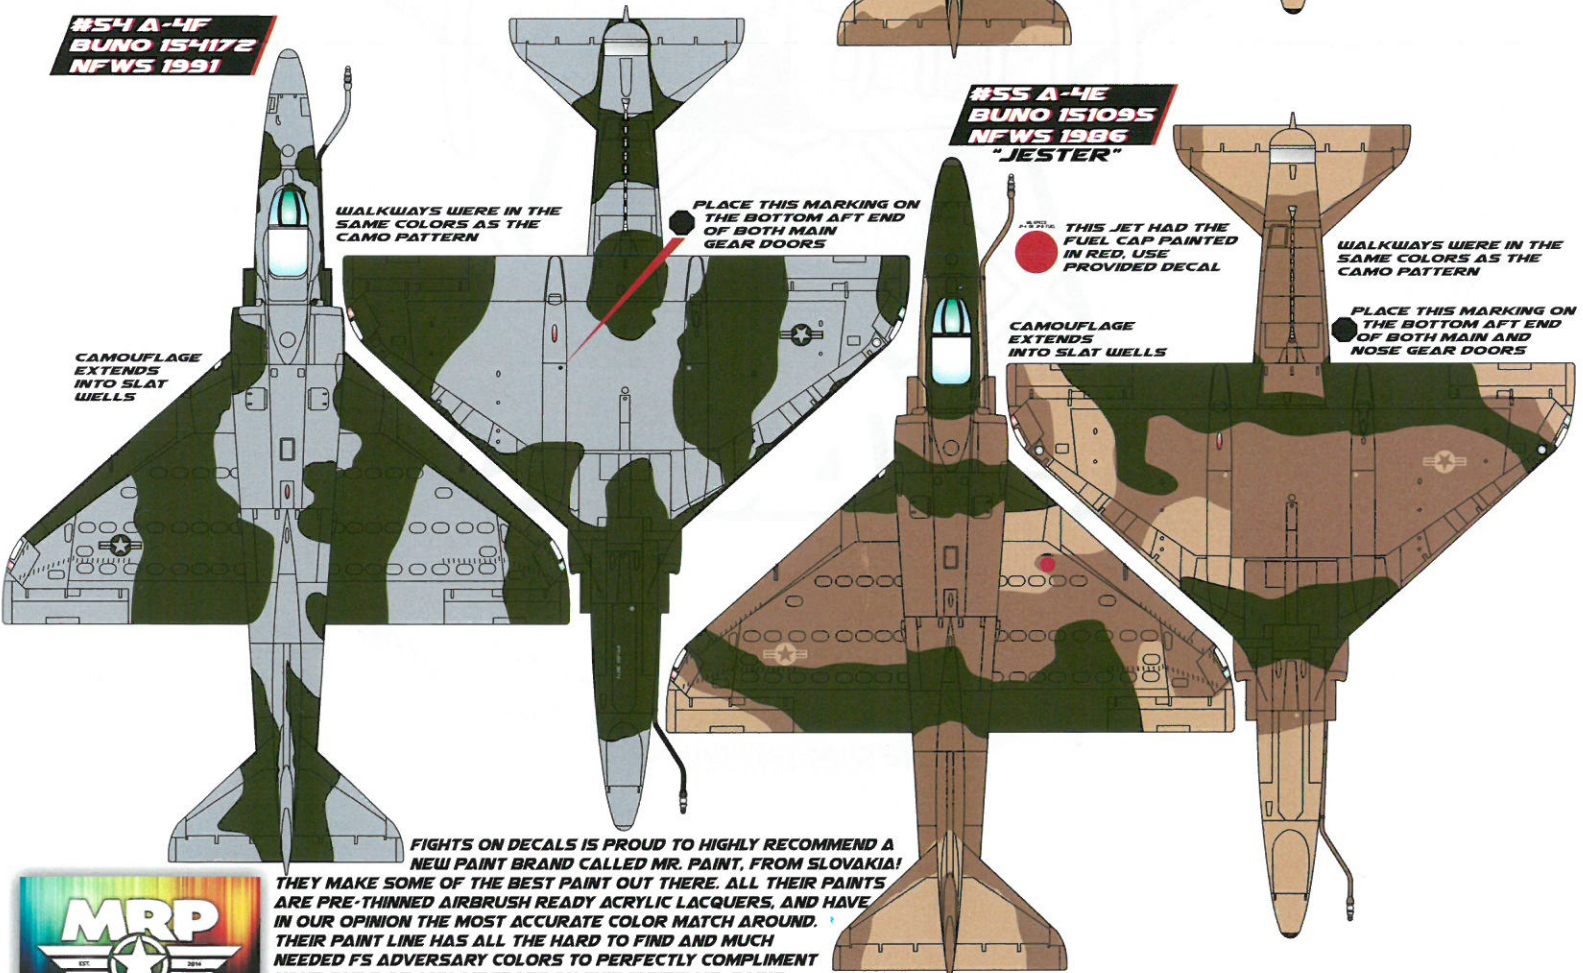 #54 A-4F
BUNO 154172
NFWS 1991
WALKWAYS WERE IN THE
SAME COLORS AS THE
CAMO PATTERN
PLACE THIS MARKING ON
THE BOTTOM AFT END
OF BOTH MAIN
GEAR DOORS
CAMOUFLAGE
EXTENDS
INTO SLAT
WELLS
#55 A-4E
BUNO 151095
NFWS 1986
"JESTER"
THIS JET HAD THE
FUEL CAP PAINTED
IN RED, USE
PROVIDED DECAL
WALKWAYS WERE IN THE
SAME COLORS AS THE
CAMO PATTERN
CAMOUFLAGE
EXTENDS
INTO SLAT WELLS
PLACE THIS MARKING ON
THE BOTTOM AFT END
OF BOTH MAIN AND
NOSE GEAR DOORS
FIGHTS ON DECALS IS PROUD TO HIGHLY RECOMMEND A
NEW PAINT BRAND CALLED MR. PAINT, FROM SLOVAKIA!
THEY MAKE SOME OF THE BEST PAINT OUT THERE. ALL THEIR PAINTS
ARE PRE-THINNED AIRBRUSH READY ACRYLIC LACQUERS, AND HAVE
IN OUR OPINION THE MOST ACCURATE COLOR MATCH AROUND.
THEIR PAINT LINE HAS ALL THE HARD TO FIND AND MUCH
NEEDED FS ADVERSARY COLORS TO PERFECTLY COMPLIMENT
MRP
EST. 2014